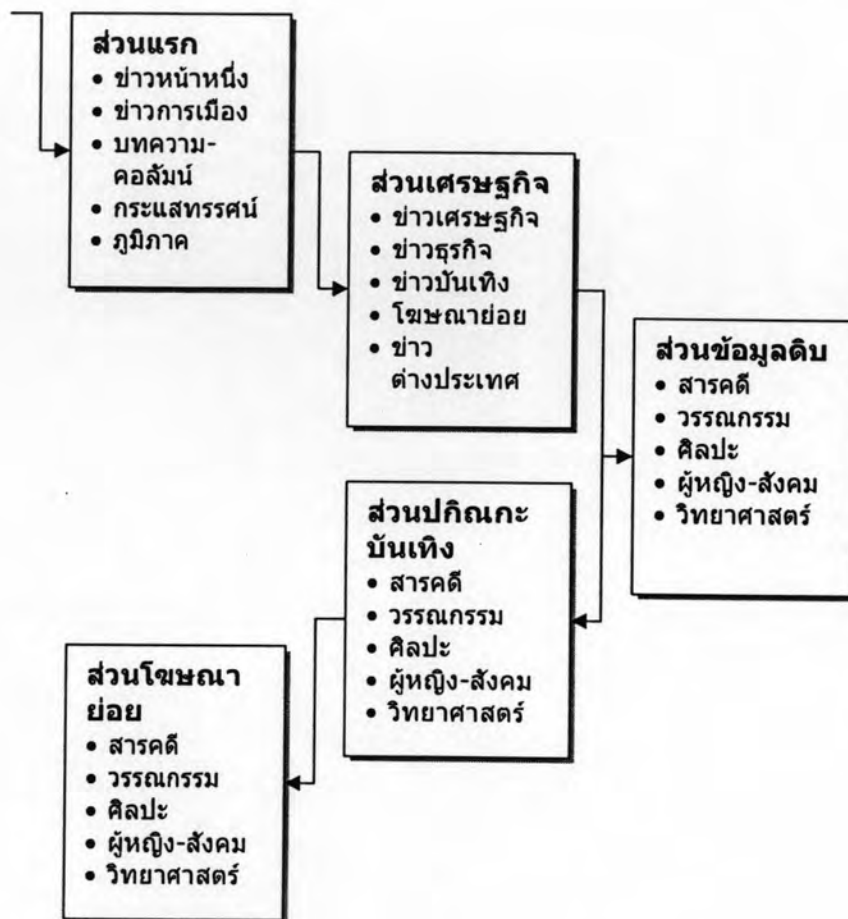 ส่วนแรก
• ข่าวหน้าหนึ่ง
• ข่าวการเมือง
• บทความ-
คอลัมน์
• กระแสทรรศน์
• ภูมิภาค
ส่วนเศรษฐกิจ
• ข่าวเศรษฐกิจ
• ข่าวธุรกิจ
• ข่าวบันเทิง
• โฆษณาย่อย
• ข่าว
ต่างประเทศ
ส่วนข้อมูลดิบ
• สารคดี
• วรรณกรรม
• ศิลปะ
• ผู้หญิง-สังคม
• วิทยาศาสตร์
ส่วนปกิณกะ
บันเทิง
• สารคดี
• วรรณกรรม
• ศิลปะ
• ผู้หญิง-สังคม
• วิทยาศาสตร์
ส่วนโฆษณา
ย่อย
• สารคดี
• วรรณกรรม
• ศิลปะ
• ผู้หญิง-สังคม
• วิทยาศาสตร์